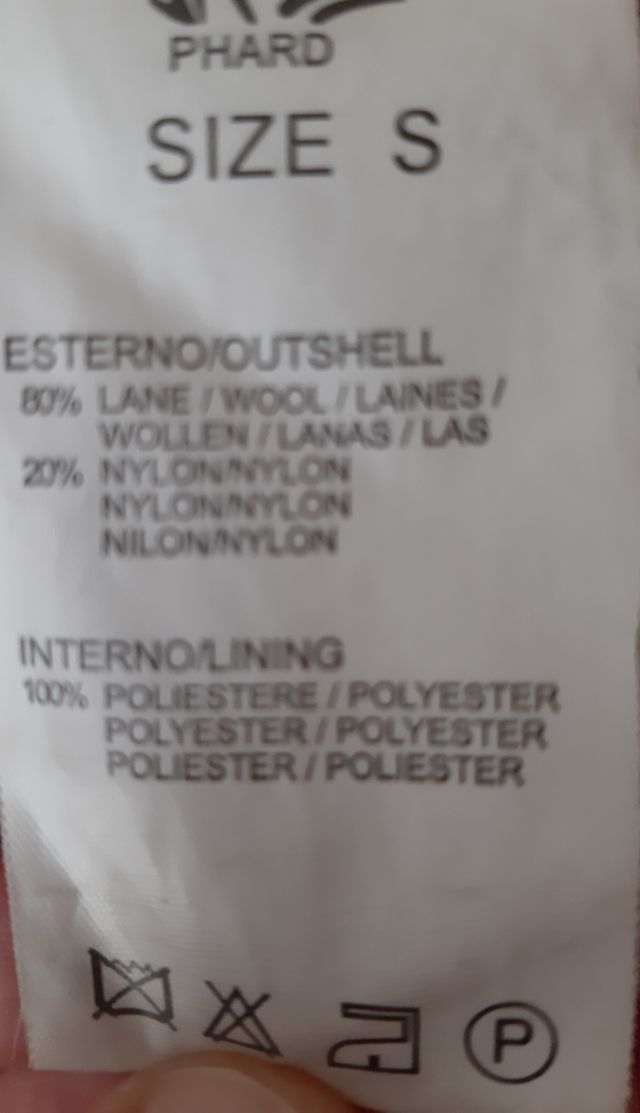 PHARD
SIZE S
ESTERNO/OUTSHELL
80% LANE / WOOL / LAINES /
WOLLEN / LANAS / LAS
20% NYLON/NYLON
NYLON/NYLON
NILON/NYLON
INTERNO/LINING
100% POLIESTERE / POLYESTER
POLYESTER / POLYESTER
POLIESTER / POLIESTER
P